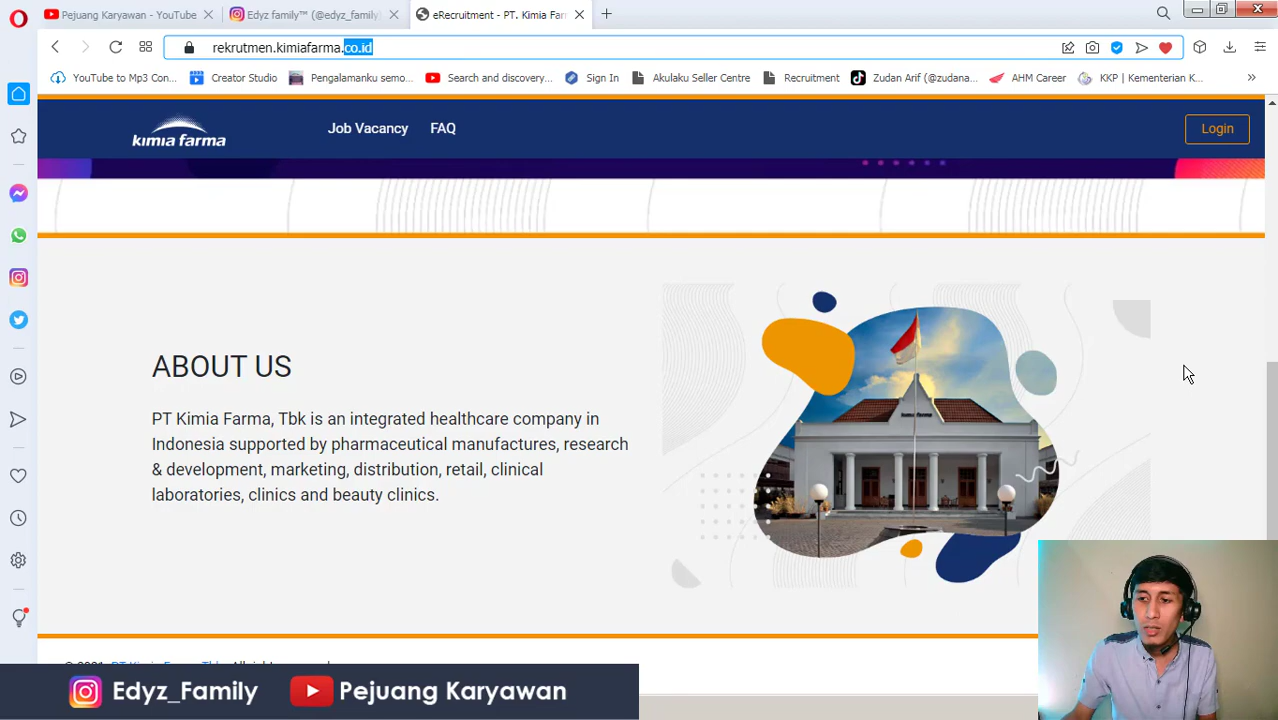 Pejuang Karyawan - YouTube
Edyz family™ (@edyz_family)
eRecruitment - PT. Kimia Far
rekrutmen.kimiafarma.co.id
YouTube to Mp3 Con...
Creator Studio
Pengalamanku semo...
Search and discovery...
Sign In
Akulaku Seller Centre
Recruitment
Zudan Arif (@zudana...
AHM Career
KKP | Kementerian K...
kimia farma
Job Vacancy
FAQ
Login
ABOUT US
PT Kimia Farma, Tbk is an integrated healthcare company in
Indonesia supported by pharmaceutical manufactures, research
& development, marketing, distribution, retail, clinical
laboratories, clinics and beauty clinics.
Edyz_Family
Pejuang Karyawan